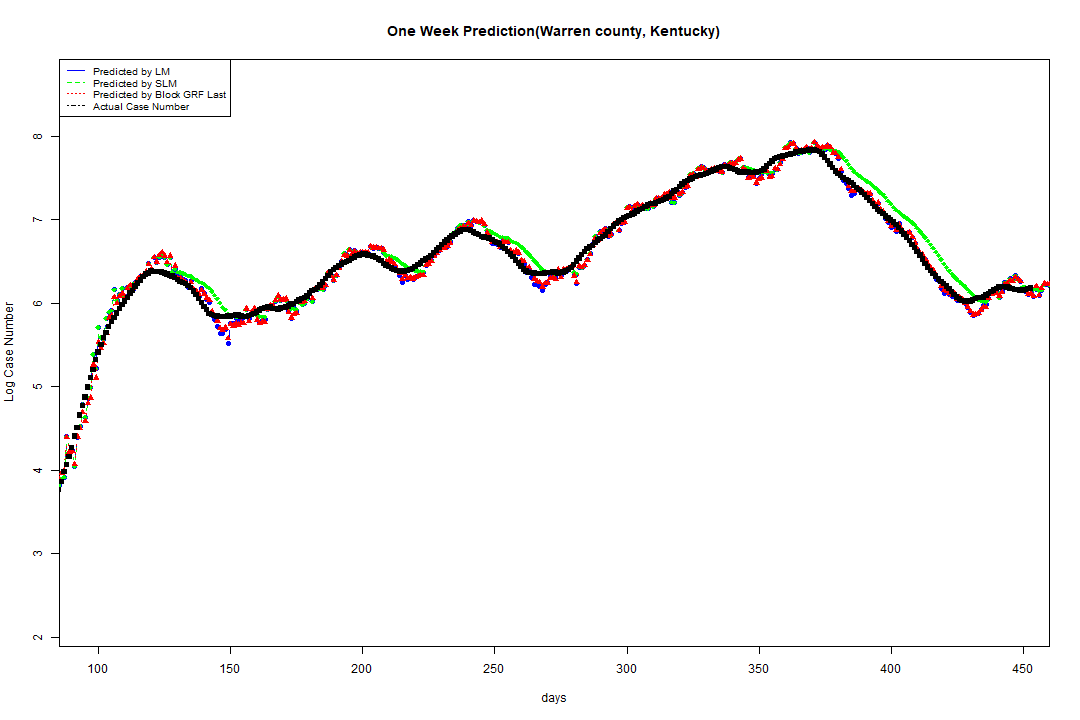 One Week Prediction(Warren county, Kentucky)
Predicted by LM
Predicted by SLM
Predicted by Block GRF Last
Actual Case Number
8
7
6
5
4
3
2
Log Case Number
100 150 200 250 300 350 400 450
days